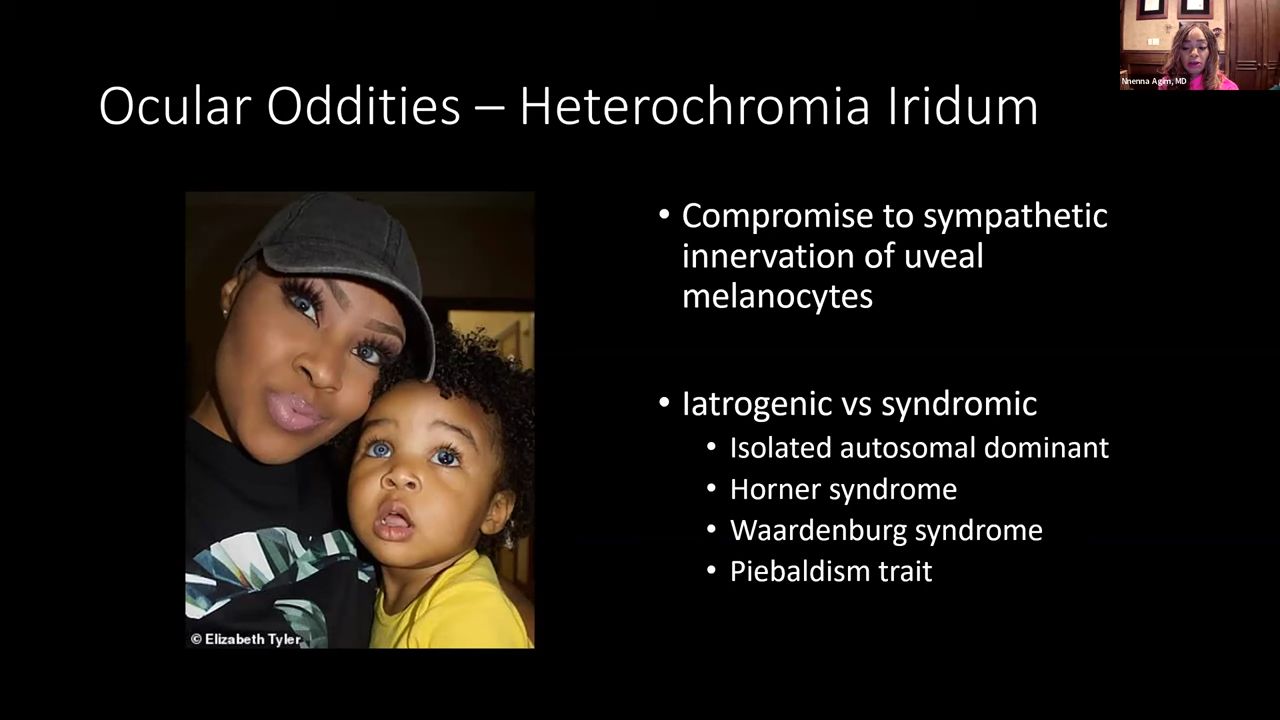 Nnenna Agim, MD
Ocular Oddities – Heterochromia Iridum
• Compromise to sympathetic
innervation of uveal
melanocytes
• Iatrogenic vs syndromic
• Isolated autosomal dominant
• Horner syndrome
• Waardenburg syndrome
• Piebaldism trait
© Elizabeth Tyler